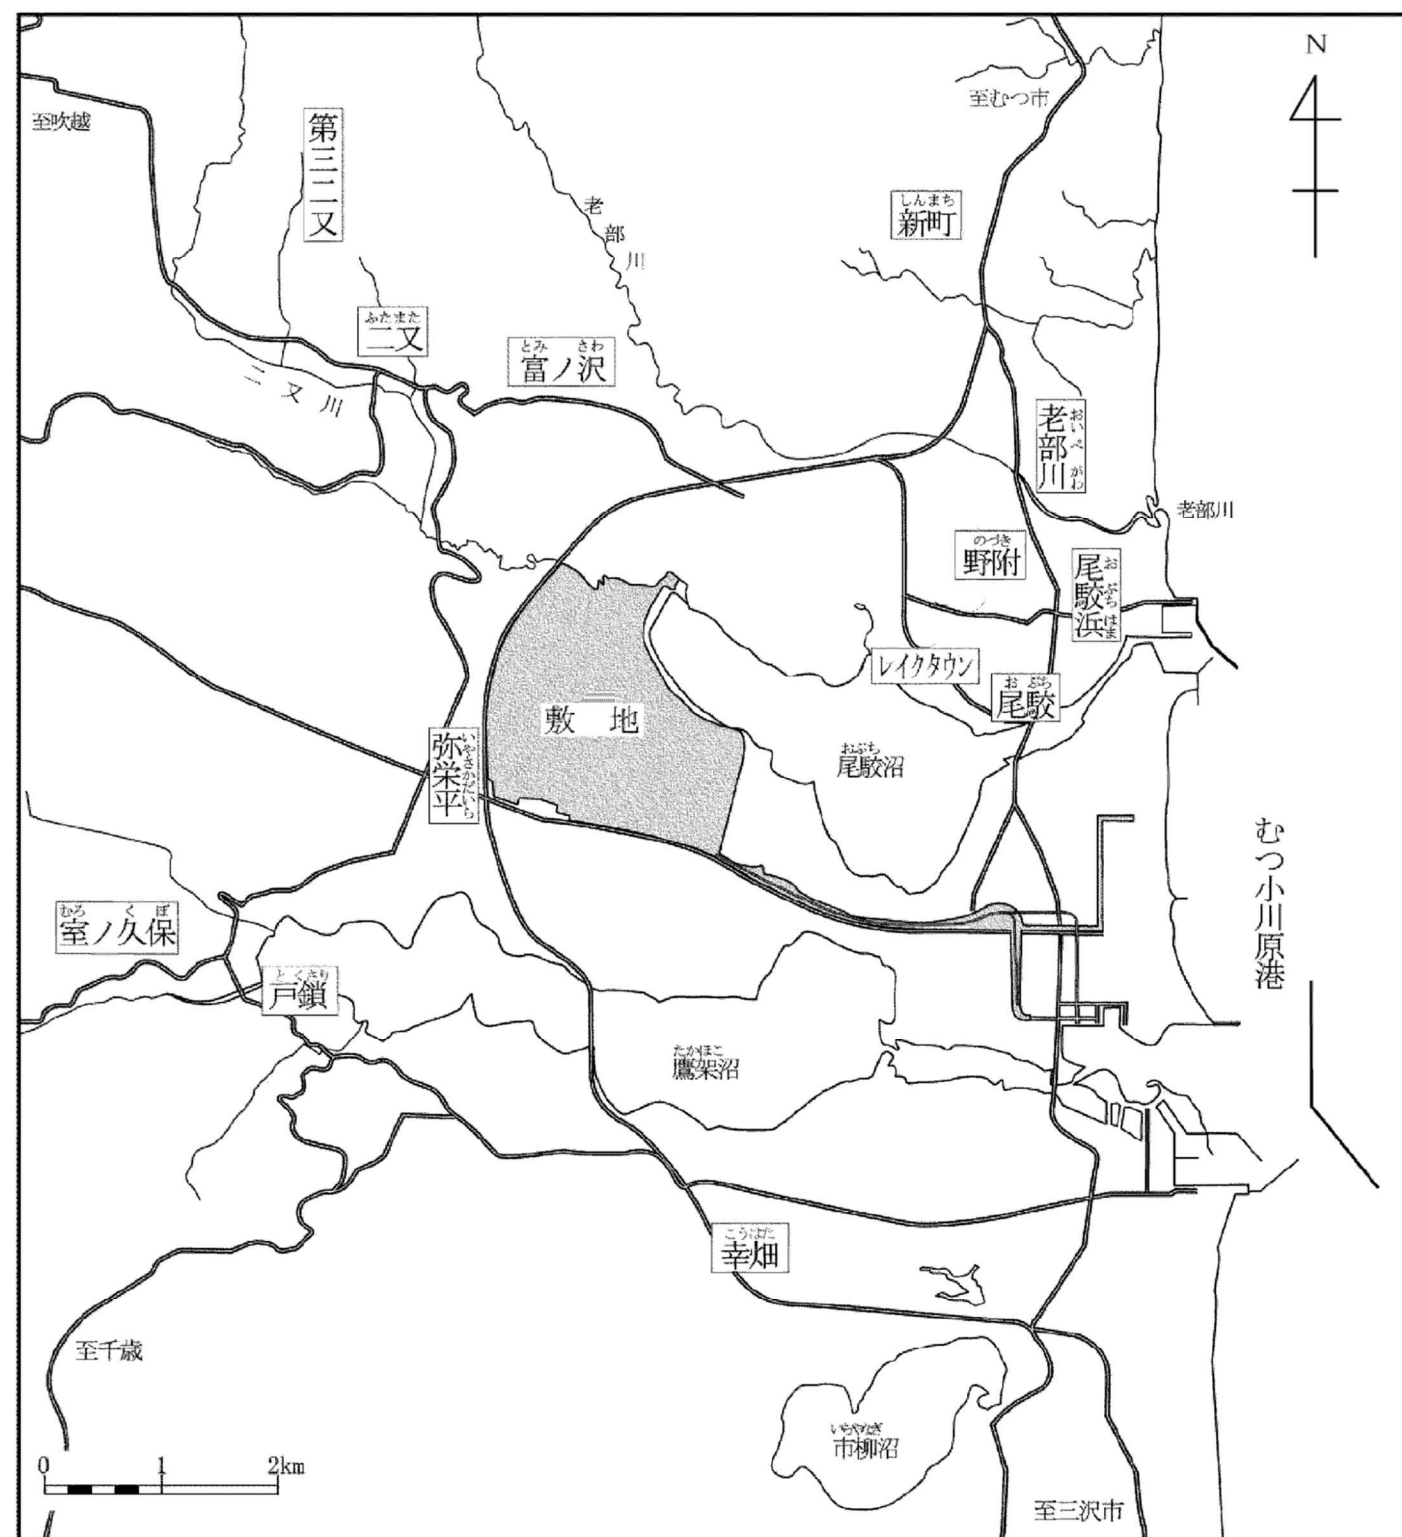 N
至むつ市
至吹越
第三二又
老部川
しんまち
新町
ふたまた
二又
とみ さわ
富ノ沢
二又川
老部川
おいべがわ
老部川
のづき
野附
尾駮浜
おぶちはま
レイクタウン
おぶち
尾駮
敷 地
弥栄平
いやさかだいら
おぶち
尾駮沼
むつ小川原港
むろ くぼ
室ノ久保
とくさり
戸鎖
たかほこ
鷹架沼
こうはた
幸畑
至千歳
いちやなぎ
市柳沼
0 1 2km
至三沢市